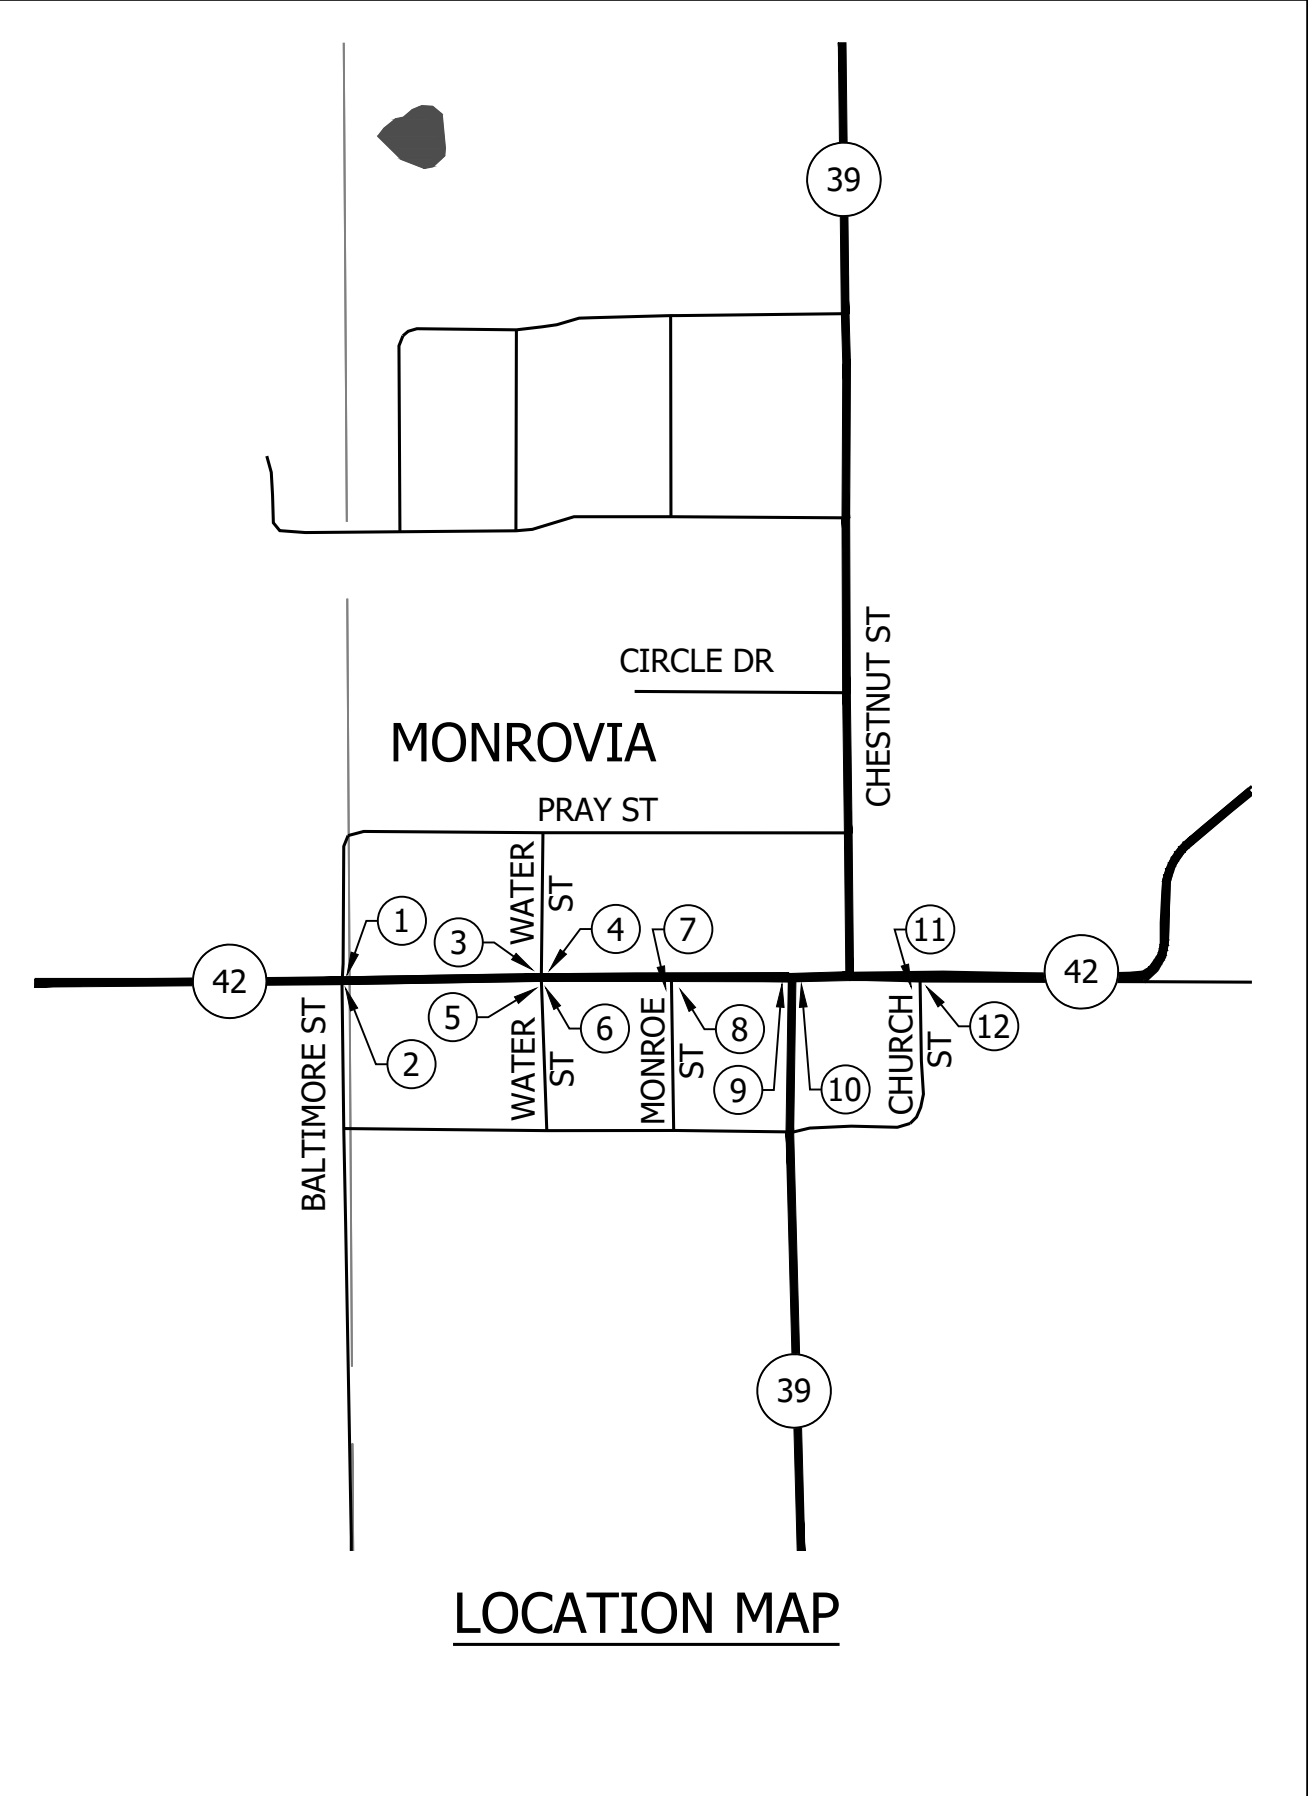 39
CIRCLE DR
CHESTNUT ST
MONROVIA
PRAY ST
WATER
ST
1
3
4
7
11
42
42
5
6
8
12
2
9
10
BALTIMORE ST
WATER
ST
MONROE
ST
CHURCH
ST
39
LOCATION MAP